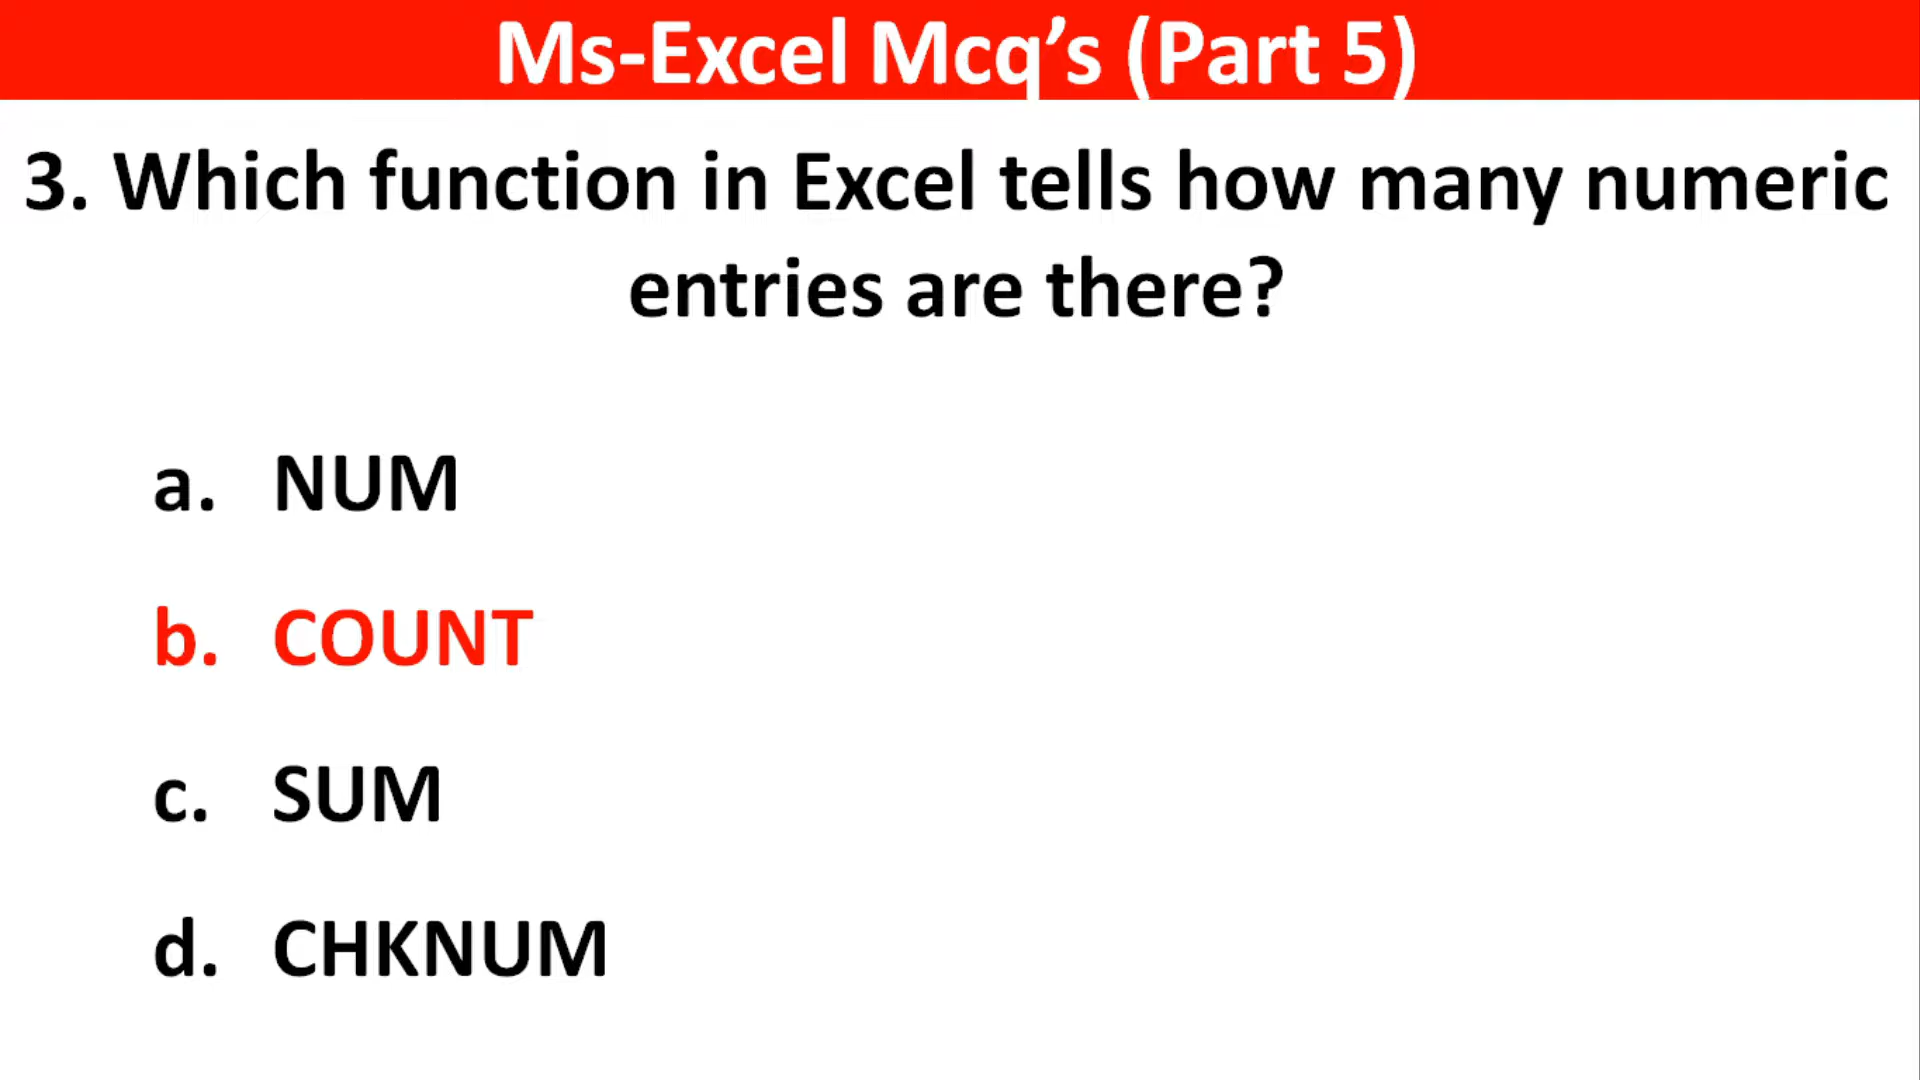 Ms-Excel Mcq’s (Part 5)
3. Which function in Excel tells how many numeric
entries are there?
a. NUM
b. COUNT
c. SUM
d. CHKNUM